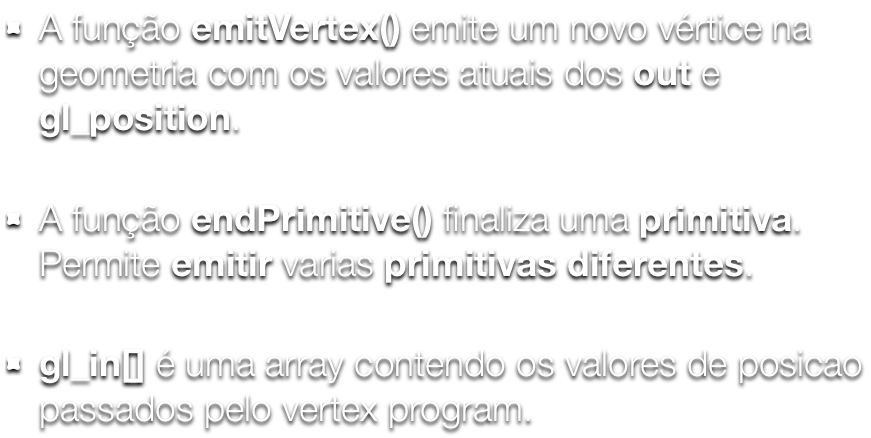 ▪ A função emitVertex() emite um novo vértice na
geometria com os valores atuais dos out e
gl_position.
▪ A função endPrimitive() finaliza uma primitiva.
Permite emitir varias primitivas diferentes.
▪ gl_in[] é uma array contendo os valores de posicao
passados pelo vertex program.